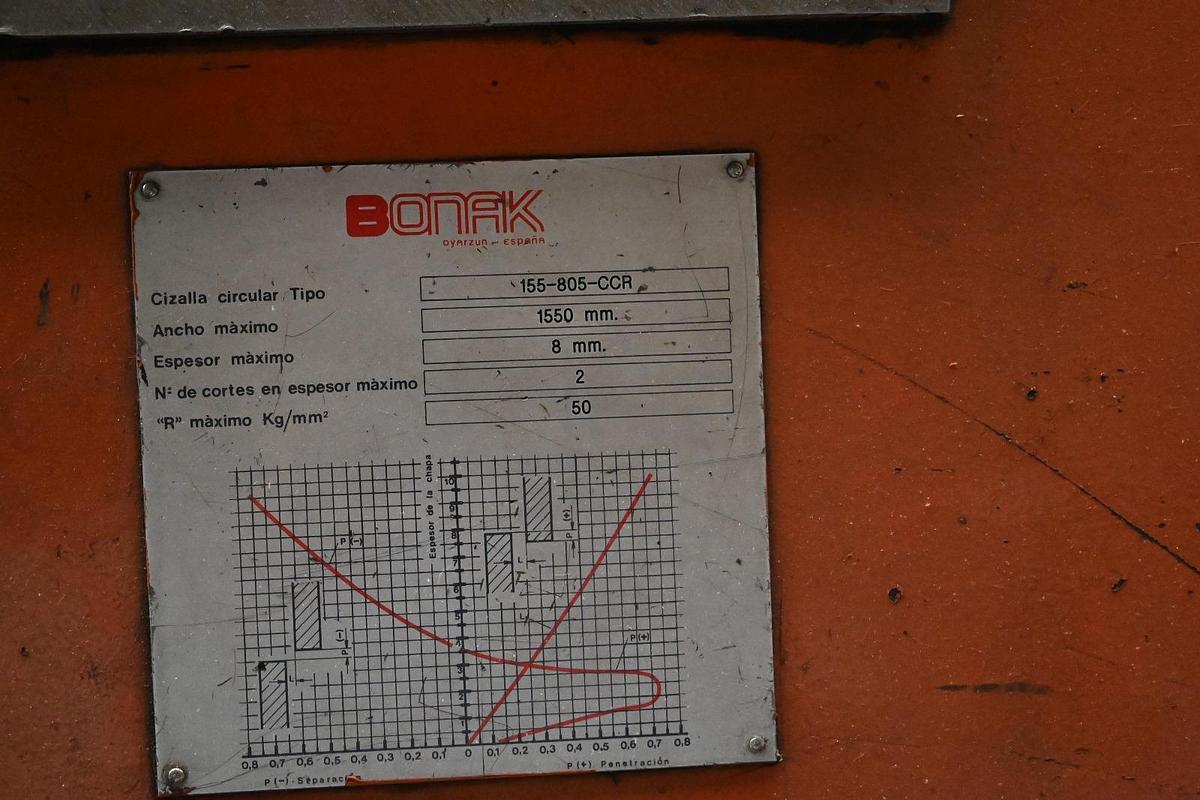 BONAK
OYARZUN - ESPAÑA
Cizalla circular Tipo 155-805-CCR
Ancho màximo 1550 mm.
Espesor màximo 8 mm.
Nº de cortes en espesor màximo 2
“R” màximo Kg/mm² 50
Espesor de la chapa
10
9
8
7
6
5
4
3
2
1
P (-)
P (-)
L
P (+)
L
L
P (+)
0,8 0,7 0,6 0,5 0,4 0,3 0,2 0,1 0 0,1 0,2 0,3 0,4 0,5 0,6 0,7 0,8
P (-) Separación
P (+) Penetración